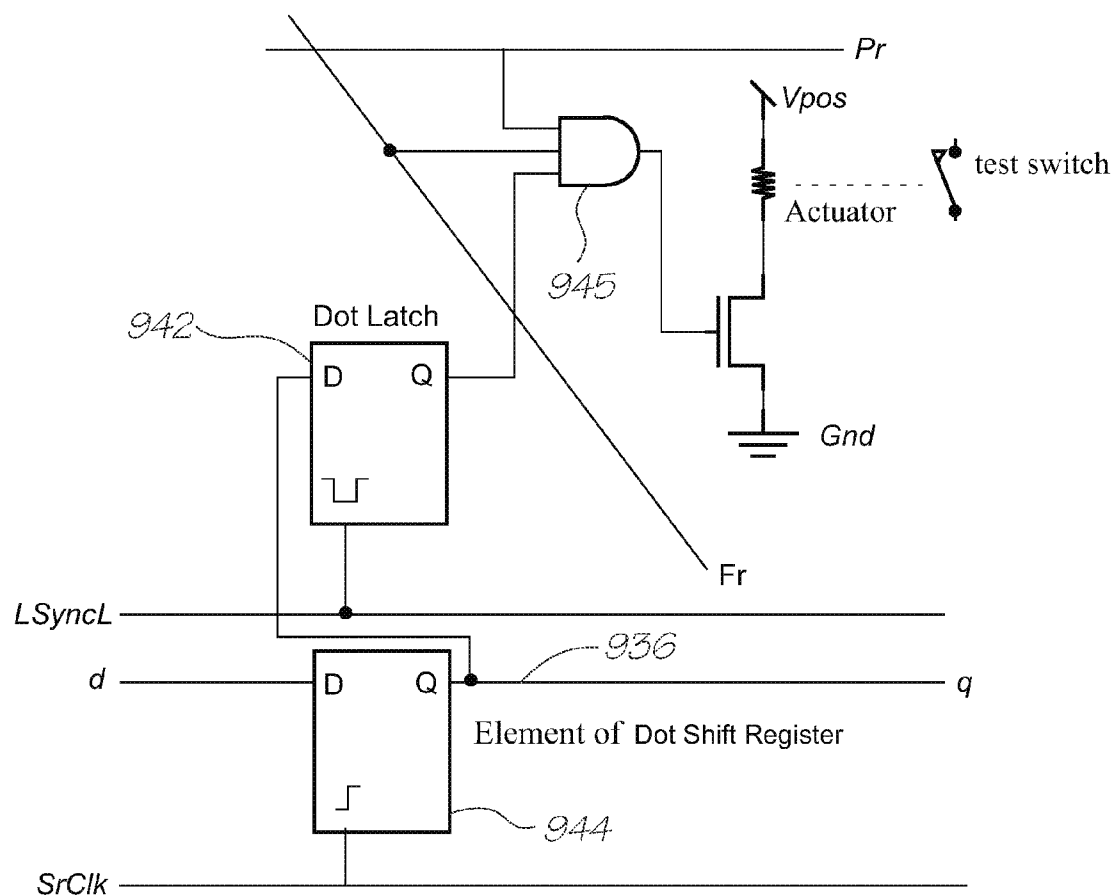 Pr
Vpos
test switch
Actuator
945
942
Dot Latch
D Q
Gnd
Fr
LSyncL
936
d
D Q
q
Element of Dot Shift Register
944
SrClk